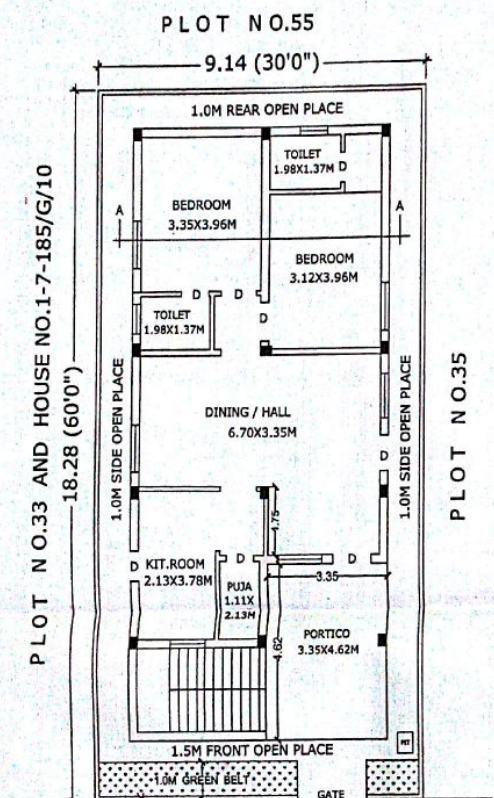 PLOT NO.55
9.14 (30'0")
1.0M REAR OPEN PLACE
TOILET
1.98X1.37M
D
A
A
BEDROOM
3.35X3.96M
BEDROOM
3.12X3.96M
D
D
D
TOILET
1.98X1.37M
PLOT NO.33 AND HOUSE NO.1-7-185/G/10
18.28 (60'0")
1.0M SIDE OPEN PLACE
DINING / HALL
6.70X3.35M
D
1.0M SIDE OPEN PLACE
PLOT NO.35
1.75
D
KIT.ROOM
2.13X3.78M
D
PUJA
1.11X
2.13M
D
3.35
4.62
PORTICO
3.35X4.62M
1.5M FRONT OPEN PLACE
1.0M GREEN BELT
GATE